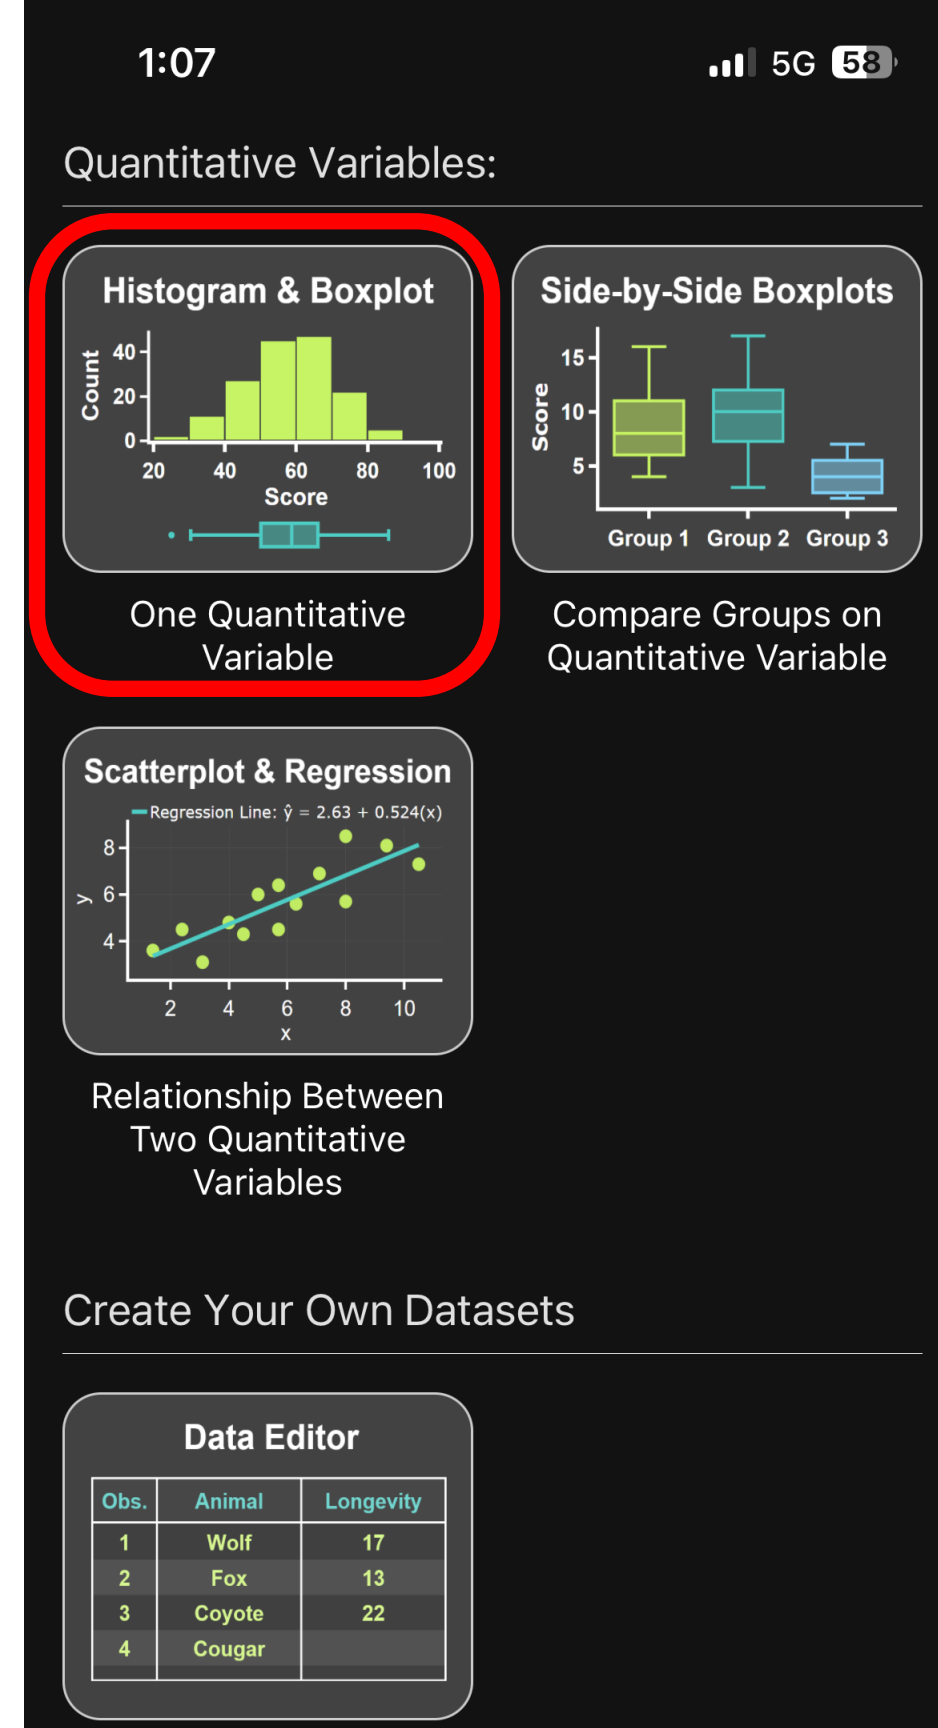 1:07
5G 58
Quantitative Variables:
Histogram & Boxplot
Count
40
20
0
20 40 60 80 100
Score
One Quantitative
Variable
Side-by-Side Boxplots
Score
15
10
5
Group 1 Group 2 Group 3
Compare Groups on
Quantitative Variable
Scatterplot & Regression
Regression Line: ŷ = 2.63 + 0.524(x)
y
8
6
4
2 4 6 8 10
x
Relationship Between
Two Quantitative
Variables
Create Your Own Datasets
Data Editor
Obs. Animal Longevity
1 Wolf 17
2 Fox 13
3 Coyote 22
4 Cougar